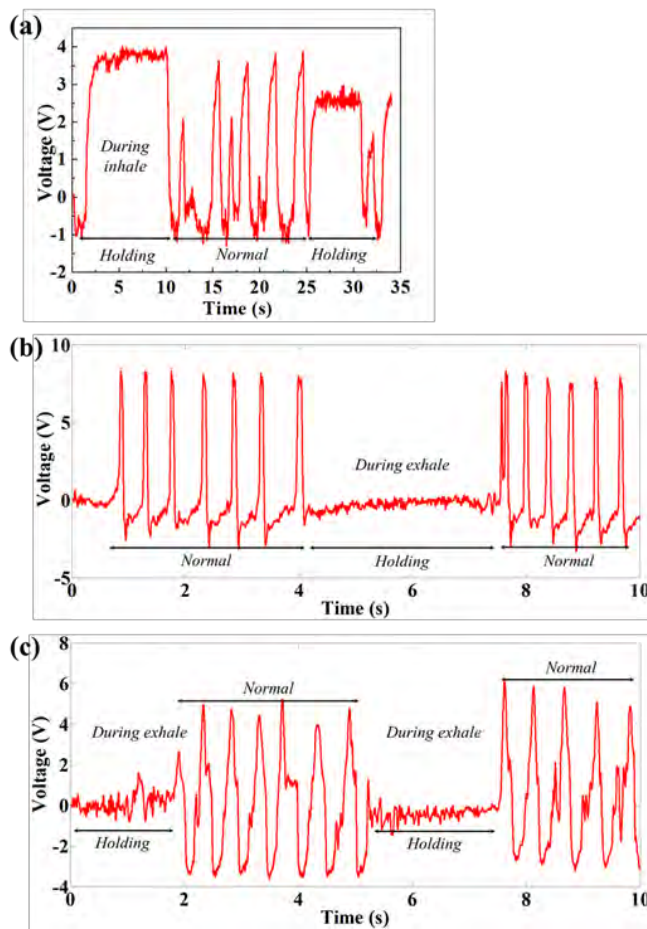 (a)
5
4
3
2
1
0
-1
-2
Voltage (V)
During
inhale
Holding
Normal
Holding
0 5 10 15 20 25 30 35
Time (s)
(b)
10
5
0
-5
Voltage (V)
During exhale
Normal
Holding
Normal
0 2 4 6 8 10
Time (s)
(c)
8
6
4
2
0
-2
-4
Voltage (V)
Normal
Normal
During exhale
During exhale
Holding
Holding
0 2 4 6 8 10
Time (s)